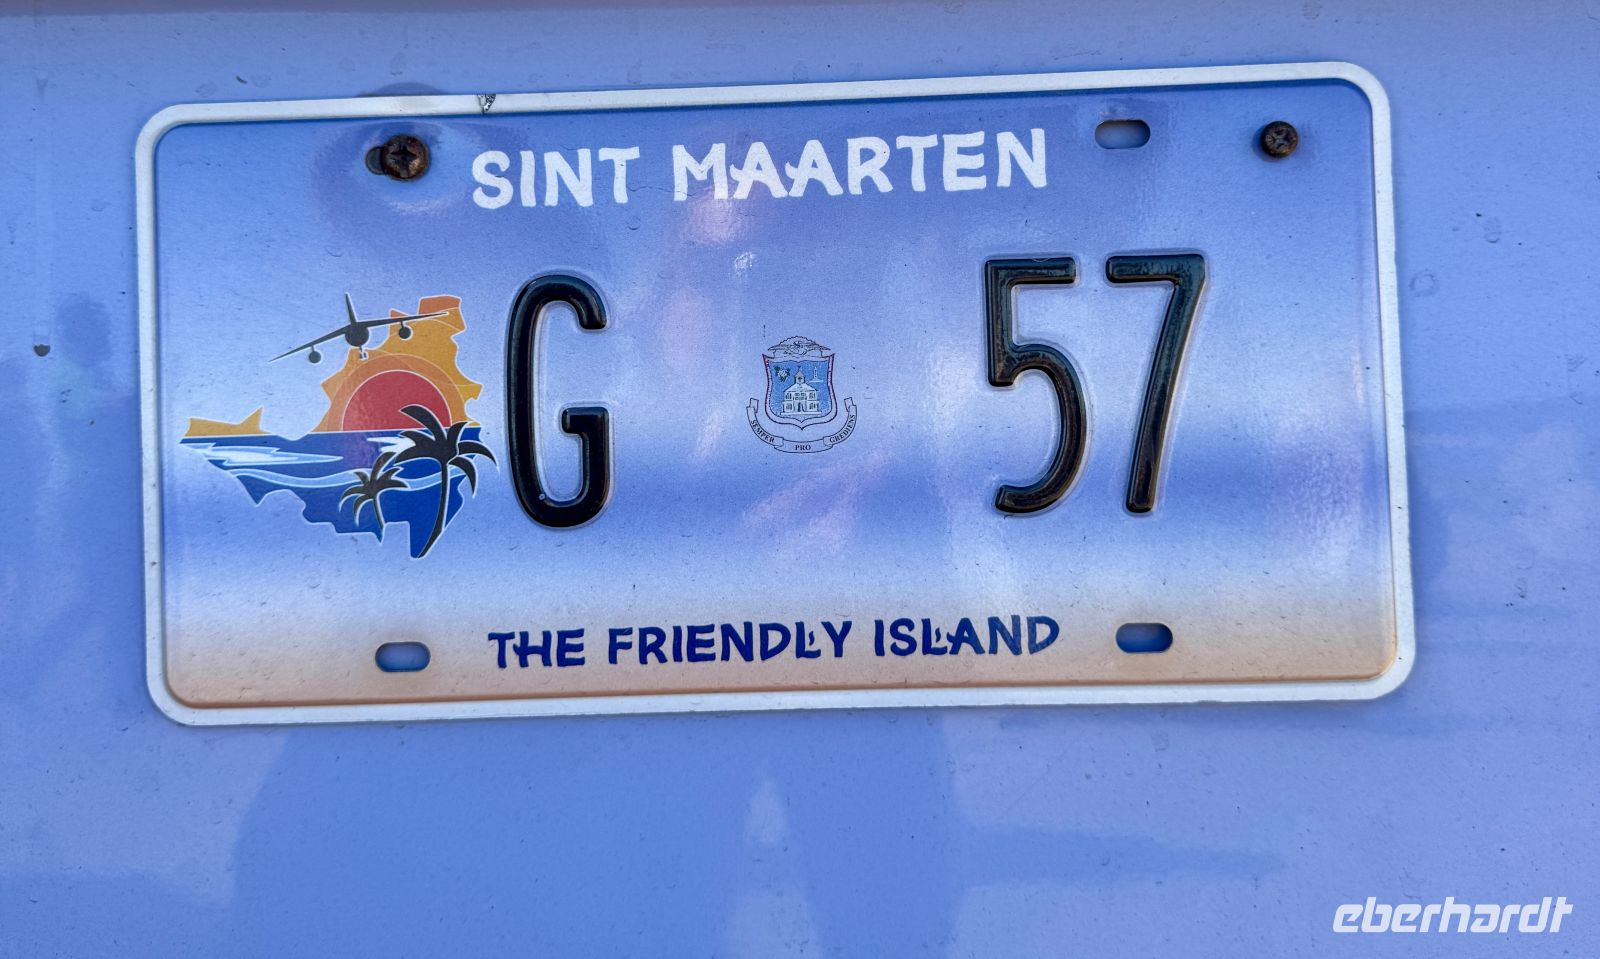 SINT MAARTEN
G 57
SEMPER PRO GREDIENS
THE FRIENDLY ISLAND
eberhardt